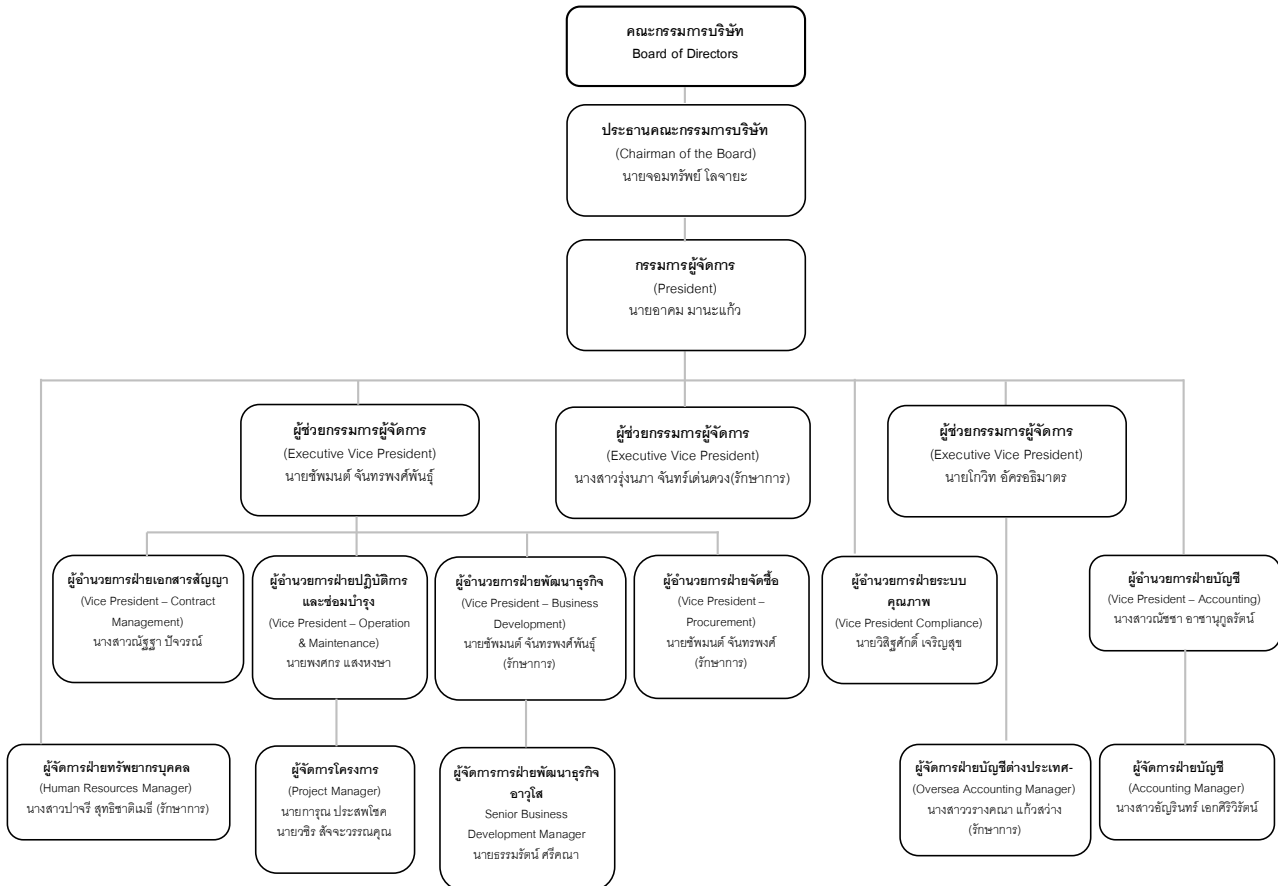 คณะกรรมการบริษัท
Board of Directors
ประธานคณะกรรมการบริษัท
(Chairman of the Board)
นายจอมทรัพย์ โลจายะ
กรรมการผู้จัดการ
(President)
นายอาคม มานะแก้ว
ผู้ช่วยกรรมการผู้จัดการ
(Executive Vice President)
นายชัพมนต์ จันทรพงศ์พันธุ์
ผู้ช่วยกรรมการผู้จัดการ
(Executive Vice President)
นางสาวรุ่งนภา จันทร์เด่นดวง(รักษาการ)
ผู้ช่วยกรรมการผู้จัดการ
(Executive Vice President)
นายโกวิท อัครอธิมาตร
ผู้อำนวยการฝ่ายเอกสารสัญญา
(Vice President – Contract
Management)
นางสาวณัฐฐา ปัจวรณ์
ผู้อำนวยการฝ่ายปฏิบัติการ
และซ่อมบำรุง
(Vice President – Operation
& Maintenance)
นายพงศกร แสงหงษา
ผู้อำนวยการฝ่ายพัฒนาธุรกิจ
(Vice President – Business
Development)
นายชัพมนต์ จันทรพงศ์พันธุ์
(รักษาการ)
ผู้อำนวยการฝ่ายจัดซื้อ
(Vice President –
Procurement)
นายชัพมนต์ จันทรพงศ์
(รักษาการ)
ผู้อำนวยการฝ่ายระบบ
คุณภาพ
(Vice President Compliance)
นายวิสิฐศักดิ์ เจริญสุข
ผู้อำนวยการฝ่ายบัญชี
(Vice President – Accounting)
นางสาวณัชชา อาชานุกูลรัตน์
ผู้จัดการฝ่ายทรัพยากรบุคคล
(Human Resources Manager)
นางสาวปาจรี สุทธิชาติเมธี (รักษาการ)
ผู้จัดการโครงการ
(Project Manager)
นายการุณ ประสพโชค
นายวชิร สัจจะวรรณคุณ
ผู้จัดการการฝ่ายพัฒนาธุรกิจ
อาวุโส
Senior Business
Development Manager
นายธรรมรัตน์ ศรีคณา
ผู้จัดการฝ่ายบัญชีต่างประเทศ-
(Oversea Accounting Manager)
นางสาววรางคณา แก้วสว่าง
(รักษาการ)
ผู้จัดการฝ่ายบัญชี
(Accounting Manager)
นางสาวอัญรินทร์ เอกศิริวิรัตน์